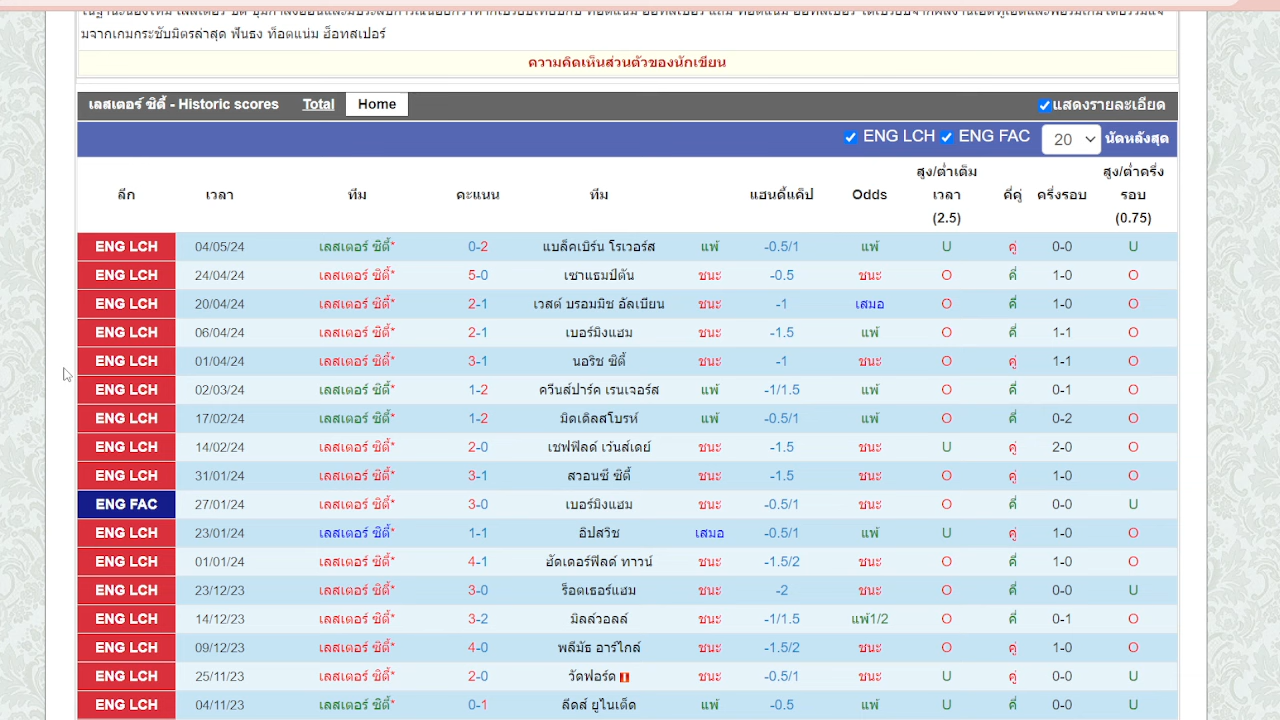 มจากเกมกระชับมิตรล่าสุด ฟันธง ท็อตแน่ม ฮ็อทสเปอร์
ความคิดเห็นส่วนตัวของนักเขียน
เลสเตอร์ ซิตี้ - Historic scores Total Home แสดงรายละเอียด
ENG LCH ENG FAC 20 นัดหลังสุด
ลีก เวลา ทีม คะแนน ทีม แฮนดี้แค็ป Odds สูง/ต่ำเต็มเวลา (2.5) คี่คู่ ครึ่งรอบ สูง/ต่ำครึ่งรอบ (0.75)
ENG LCH 04/05/24 เลสเตอร์ ซิตี้* 0-2 แบล็คเบิร์น โรเวอร์ส แพ้ -0.5/1 แพ้ U คู่ 0-0 U
ENG LCH 24/04/24 เลสเตอร์ ซิตี้* 5-0 เซาแธมป์ตัน ชนะ -0.5 ชนะ O คี่ 1-0 O
ENG LCH 20/04/24 เลสเตอร์ ซิตี้* 2-1 เวสต์ บรอมมิช อัลเบียน ชนะ -1 เสมอ O คี่ 1-0 O
ENG LCH 06/04/24 เลสเตอร์ ซิตี้* 2-1 เบอร์มิงแฮม ชนะ -1.5 แพ้ O คี่ 1-1 O
ENG LCH 01/04/24 เลสเตอร์ ซิตี้* 3-1 นอริช ซิตี้ ชนะ -1 ชนะ O คู่ 1-1 O
ENG LCH 02/03/24 เลสเตอร์ ซิตี้* 1-2 ควีนส์ปาร์ค เรนเจอร์ส แพ้ -1/1.5 แพ้ O คี่ 0-1 O
ENG LCH 17/02/24 เลสเตอร์ ซิตี้* 1-2 มิดเดิลสโบรห์ แพ้ -0.5/1 แพ้ O คี่ 0-2 O
ENG LCH 14/02/24 เลสเตอร์ ซิตี้* 2-0 เชฟฟิลด์ เว้นส์เดย์ ชนะ -1.5 ชนะ U คู่ 2-0 O
ENG LCH 31/01/24 เลสเตอร์ ซิตี้* 3-1 สวอนซี ซิตี้ ชนะ -1.5 ชนะ O คู่ 1-0 O
ENG FAC 27/01/24 เลสเตอร์ ซิตี้* 3-0 เบอร์มิงแฮม ชนะ -0.5/1 ชนะ O คี่ 0-0 U
ENG LCH 23/01/24 เลสเตอร์ ซิตี้* 1-1 อิปสวิช เสมอ -0.5/1 แพ้ U คู่ 1-0 O
ENG LCH 01/01/24 เลสเตอร์ ซิตี้* 4-1 ฮัดเดอร์ฟิลด์ ทาวน์ ชนะ -1.5/2 ชนะ O คี่ 1-0 O
ENG LCH 23/12/23 เลสเตอร์ ซิตี้* 3-0 ร็อตเธอร์แฮม ชนะ -2 ชนะ O คี่ 0-0 U
ENG LCH 14/12/23 เลสเตอร์ ซิตี้* 3-2 มิลล์วอลล์ ชนะ -1/1.5 แพ้1/2 O คี่ 0-1 O
ENG LCH 09/12/23 เลสเตอร์ ซิตี้* 4-0 พลีมัธ อาร์ไกล์ ชนะ -1.5/2 ชนะ O คู่ 1-0 O
ENG LCH 25/11/23 เลสเตอร์ ซิตี้* 2-0 วัตฟอร์ด ชนะ -0.5/1 ชนะ U คู่ 0-0 U
ENG LCH 04/11/23 เลสเตอร์ ซิตี้* 0-1 ลีดส์ ยูไนเต็ด แพ้ -0.5 แพ้ U คี่ 0-0 U